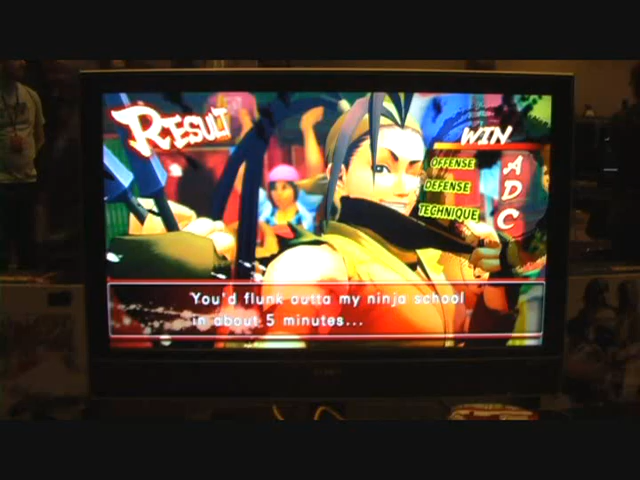 RESULT
WIN
OFFENSE A
DEFENSE D
TECHNIQUE C
You'd flunk outta my ninja school
in about 5 minutes...